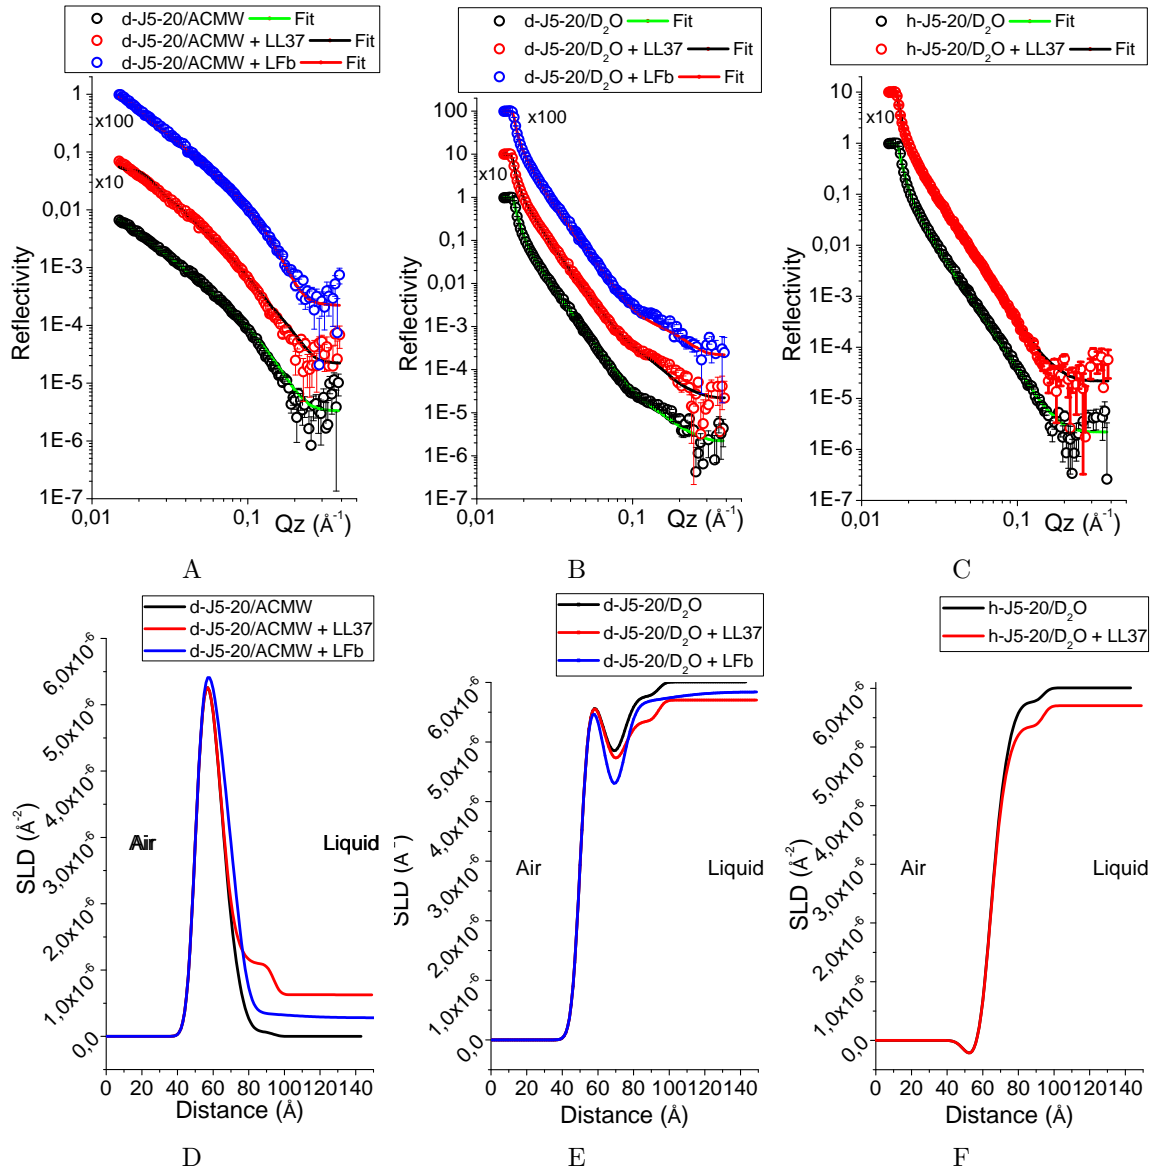 d-J5-20/ACMW Fit
d-J5-20/ACMW + LL37 Fit
d-J5-20/ACMW + LFb Fit
1
0,1
0,01
1E-3
1E-4
1E-5
1E-6
1E-7
x100
x10
Reflectivity
0,01 0,1
Qz (Å⁻¹)
A
d-J5-20/D₂O Fit
d-J5-20/D₂O + LL37 Fit
d-J5-20/D₂O + LFb Fit
100
10
1
0,1
0,01
1E-3
1E-4
1E-5
1E-6
1E-7
x100
x10
Reflectivity
0,01 0,1
Qz (Å⁻¹)
B
h-J5-20/D₂O Fit
h-J5-20/D₂O + LL37 Fit
10
1
0,1
0,01
1E-3
1E-4
1E-5
1E-6
1E-7
x10
Reflectivity
0,01 0,1
Qz (Å⁻¹)
C
d-J5-20/ACMW
d-J5-20/ACMW + LL37
d-J5-20/ACMW + LFb
6,0x10⁻⁶
5,0x10⁻⁶
4,0x10⁻⁶
3,0x10⁻⁶
2,0x10⁻⁶
1,0x10⁻⁶
0,0
SLD (Å⁻²)
Air Liquid
0 20 40 60 80 100 120 140
Distance (Å)
D
d-J5-20/D₂O
d-J5-20/D₂O + LL37
d-J5-20/D₂O + LFb
6,0x10⁻⁶
5,0x10⁻⁶
4,0x10⁻⁶
3,0x10⁻⁶
2,0x10⁻⁶
1,0x10⁻⁶
0,0
SLD (Å⁻
Air Liquid
0 20 40 60 80 100 120 140
Distance (Å)
E
h-J5-20/D₂O
h-J5-20/D₂O + LL37
6,0x10⁻⁶
5,0x10⁻⁶
4,0x10⁻⁶
3,0x10⁻⁶
2,0x10⁻⁶
1,0x10⁻⁶
0,0
SLD (Å⁻²)
Air Liquid
0 20 40 60 80 100 120 140
Distance (Å)
F